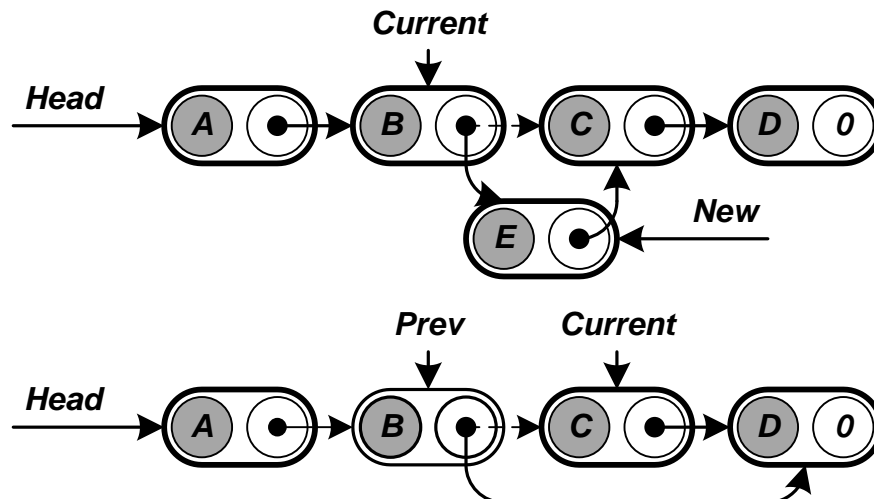 Current
Head
A B C D 0
E
New
Prev Current
Head
A B C D 0